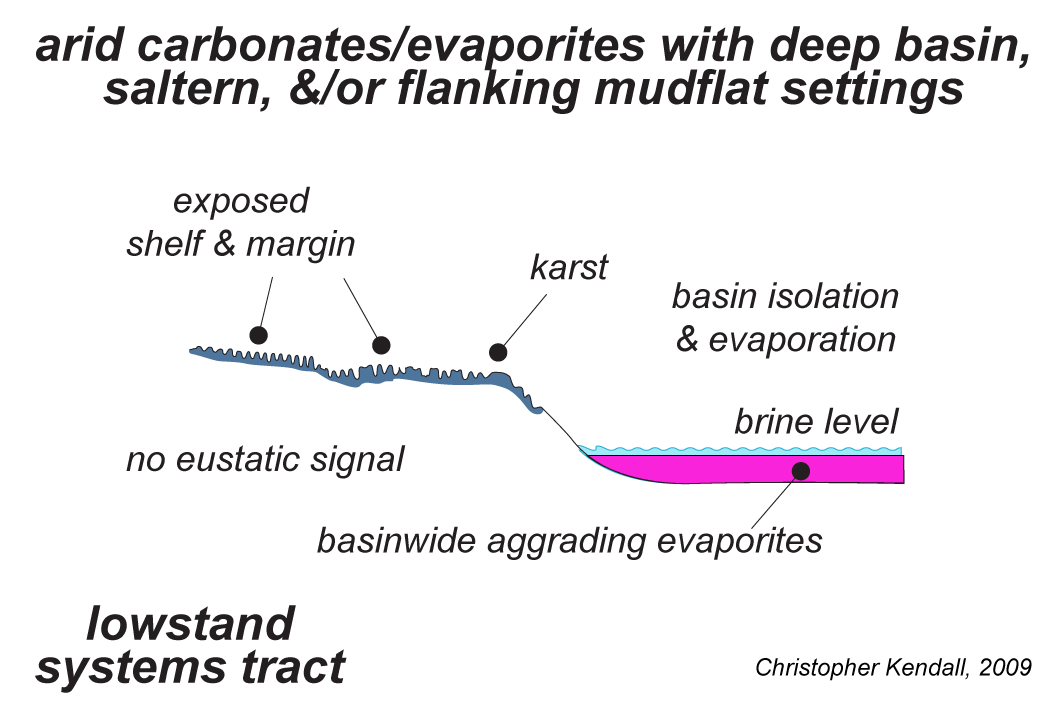 arid carbonates/evaporites with deep basin,
saltern, &/or flanking mudflat settings
exposed
shelf & margin
karst
basin isolation
& evaporation
brine level
no eustatic signal
basinwide aggrading evaporites
lowstand
systems tract
Christopher Kendall, 2009